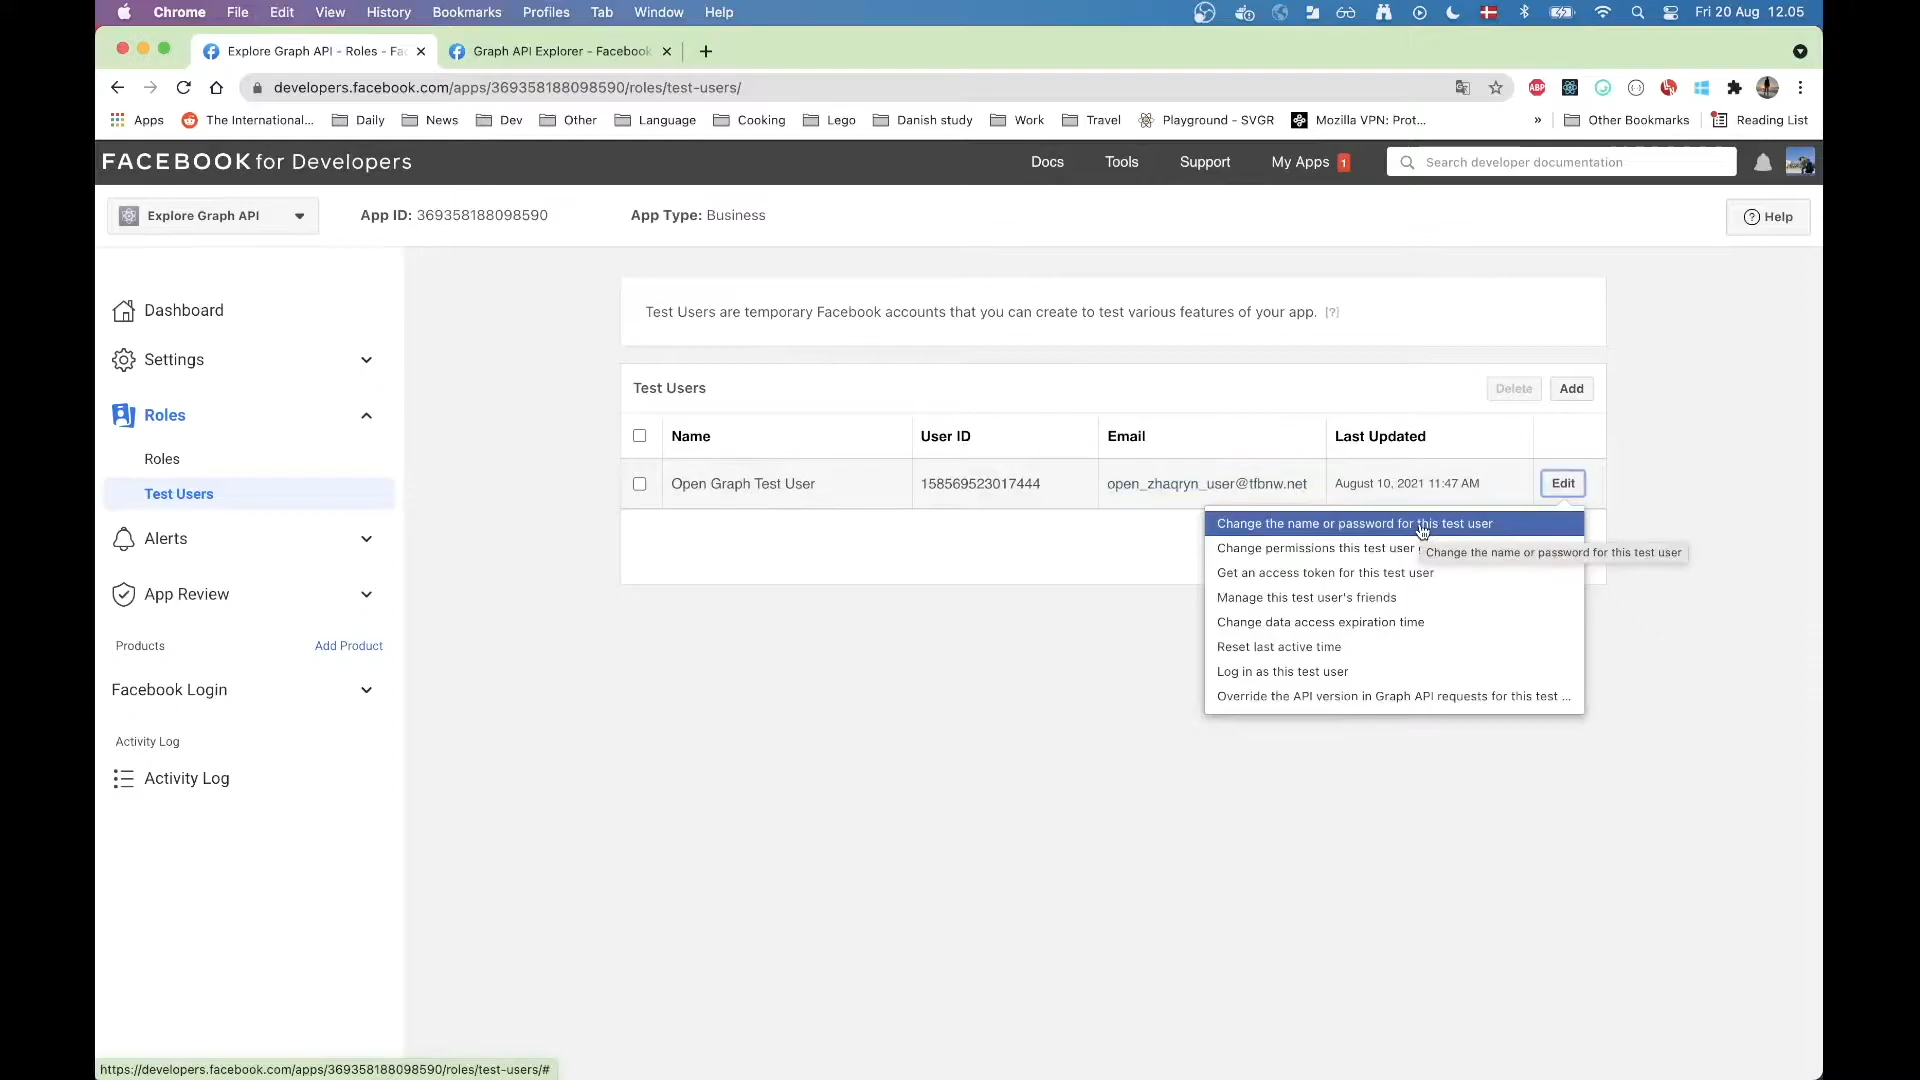 Chrome File Edit View History Bookmarks Profiles Tab Window Help Fri 20 Aug 12.05
Explore Graph API - Roles - Fac Graph API Explorer - Facebook
developers.facebook.com/apps/369358188098590/roles/test-users/ ABP
Apps The International... Daily News Dev Other Language Cooking Lego Danish study Work Travel Playground - SVGR Mozilla VPN: Prot... » Other Bookmarks Reading List
FACEBOOK for Developers Docs Tools Support My Apps 1 Search developer documentation
Explore Graph API App ID: 369358188098590 App Type: Business Help
Dashboard
Settings
Roles
Roles
Test Users
Alerts
App Review
Products Add Product
Facebook Login
Activity Log
Activity Log
Test Users are temporary Facebook accounts that you can create to test various features of your app. [?]
Test Users Delete Add
Name User ID Email Last Updated
Open Graph Test User 158569523017444 open_zhaqryn_user@tfbnw.net August 10, 2021 11:47 AM Edit
Change the name or password for this test user
Change permissions this test user
Change the name or password for this test user
Get an access token for this test user
Manage this test user's friends
Change data access expiration time
Reset last active time
Log in as this test user
Override the API version in Graph API requests for this test ...
https://developers.facebook.com/apps/369358188098590/roles/test-users/#